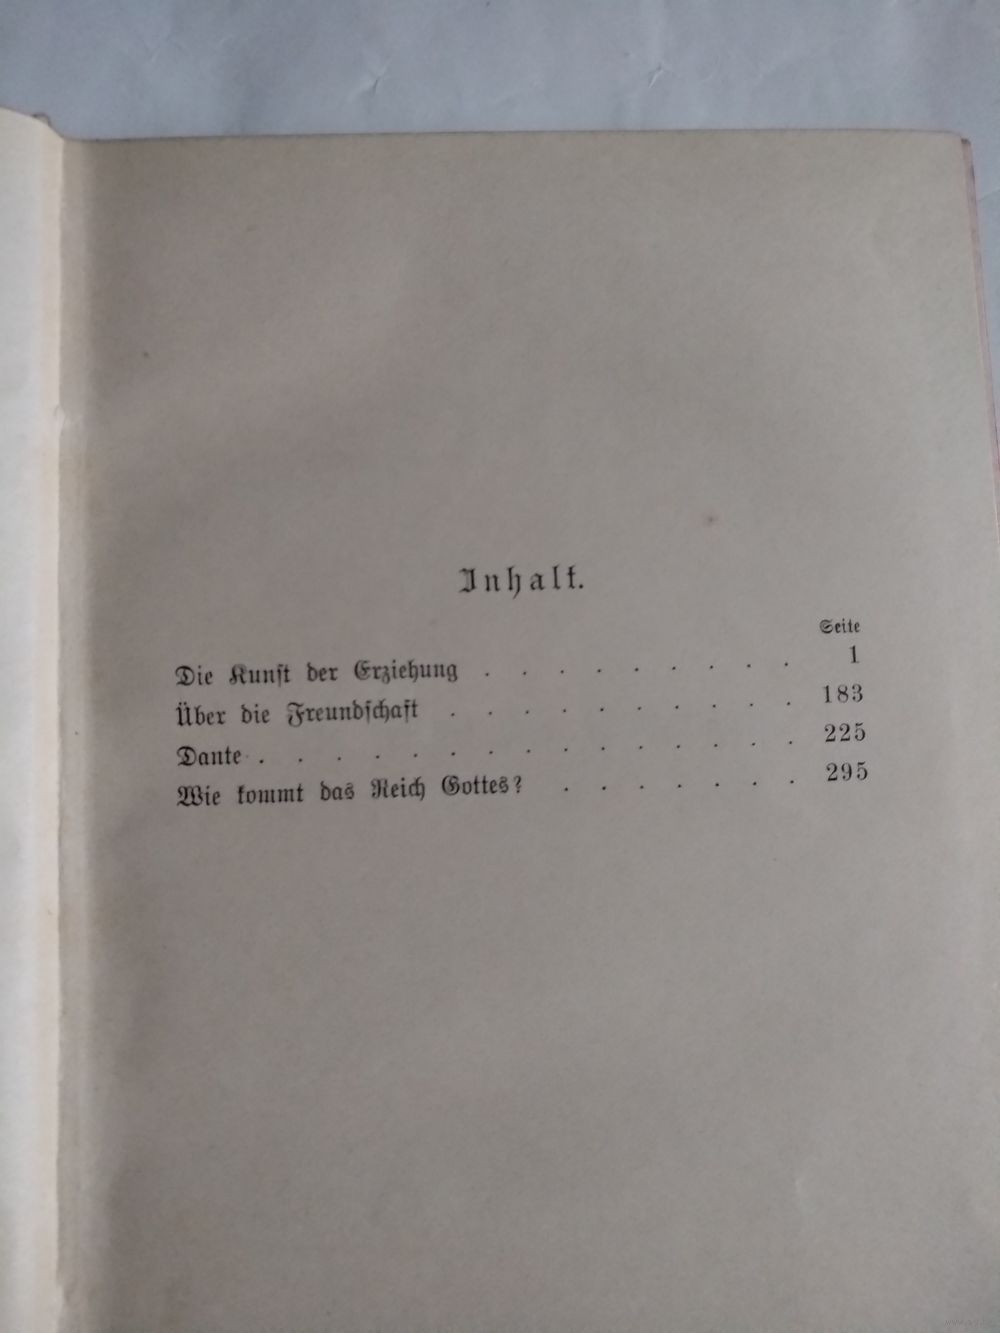 Inhalt.
Seite
Die Kunſt der Erziehung . . . . . . . . . 1
Über die Freundſchaft . . . . . . . . . . 183
Dante . . . . . . . . . . . . . . . 225
Wie kommt das Reich Gottes? . . . . . . . 295